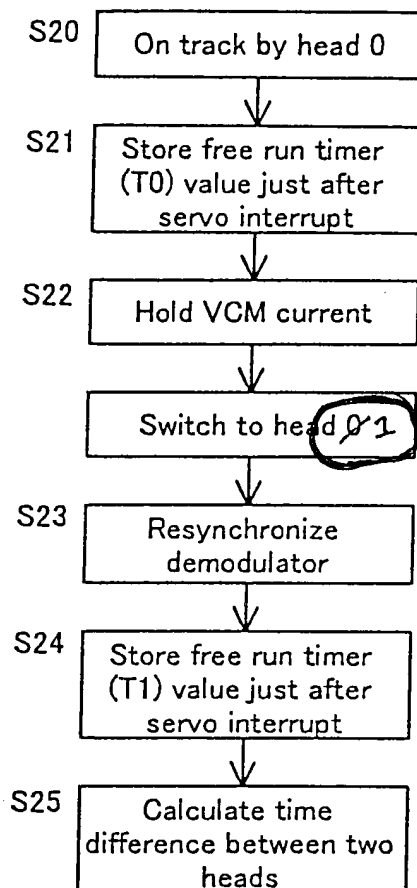 S20
On track by head 0
S21
Store free run timer
(T0) value just after
servo interrupt
S22
Hold VCM current
Switch to head 0 1
S23
Resynchronize
demodulator
S24
Store free run timer
(T1) value just after
servo interrupt
S25
Calculate time
difference between two
heads